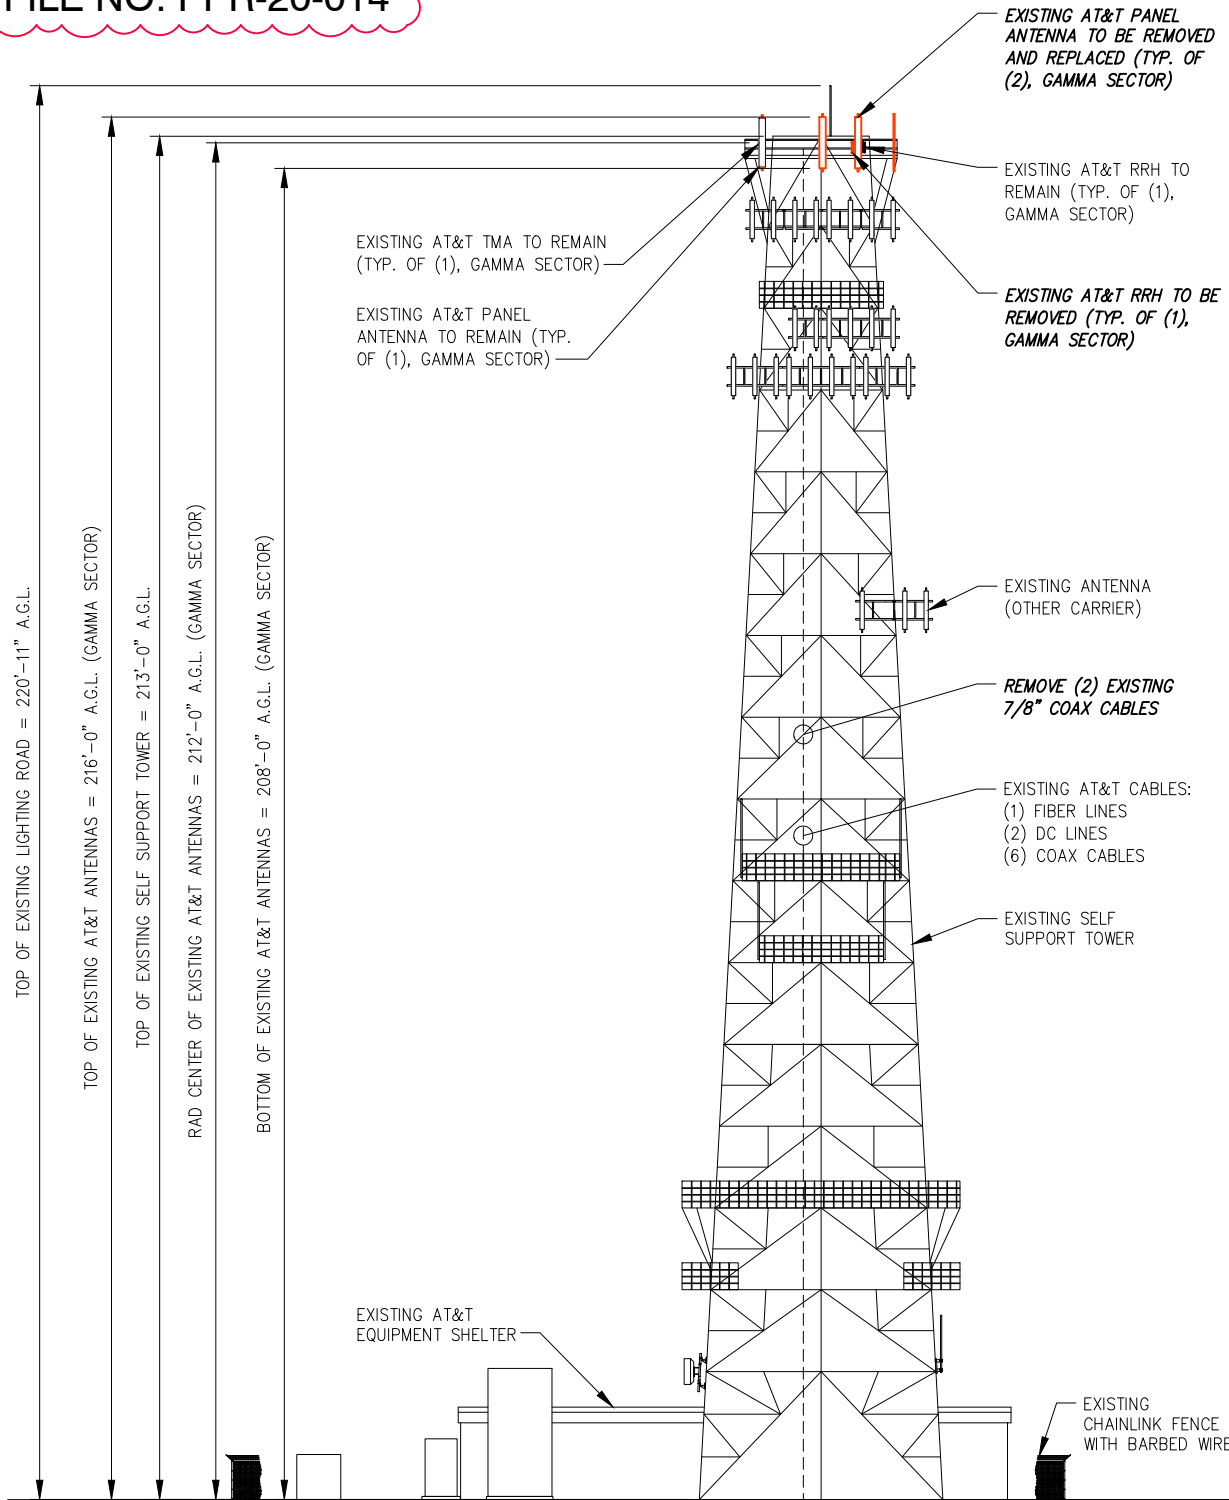 FILE NO. PPR-20-014
EXISTING AT&T PANEL
ANTENNA TO BE REMOVED
AND REPLACED (TYP. OF
(2), GAMMA SECTOR)
EXISTING AT&T RRH TO
REMAIN (TYP. OF (1),
GAMMA SECTOR)
EXISTING AT&T TMA TO REMAIN
(TYP. OF (1), GAMMA SECTOR)
EXISTING AT&T PANEL
ANTENNA TO REMAIN (TYP.
OF (1), GAMMA SECTOR)
EXISTING AT&T RRH TO BE
REMOVED (TYP. OF (1),
GAMMA SECTOR)
TOP OF EXISTING LIGHTING ROAD = 220'-11" A.G.L.
TOP OF EXISTING AT&T ANTENNAS = 216'-0" A.G.L. (GAMMA SECTOR)
TOP OF EXISTING SELF SUPPORT TOWER = 213'-0" A.G.L.
RAD CENTER OF EXISTING AT&T ANTENNAS = 212'-0" A.G.L. (GAMMA SECTOR)
BOTTOM OF EXISTING AT&T ANTENNAS = 208'-0" A.G.L. (GAMMA SECTOR)
EXISTING ANTENNA
(OTHER CARRIER)
REMOVE (2) EXISTING
7/8" COAX CABLES
EXISTING AT&T CABLES:
(1) FIBER LINES
(2) DC LINES
(6) COAX CABLES
EXISTING SELF
SUPPORT TOWER
EXISTING AT&T
EQUIPMENT SHELTER
EXISTING
CHAINLINK FENCE
WITH BARBED WIRE